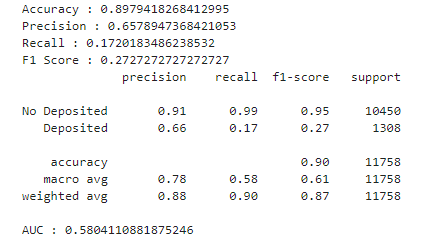 Accuracy : 0.8979418268412995
Precision : 0.6578947368421053
Recall : 0.1720183486238532
F1 Score : 0.2727272727272727
precision recall f1-score support
No Deposited 0.91 0.99 0.95 10450
Deposited 0.66 0.17 0.27 1308
accuracy 0.90 11758
macro avg 0.78 0.58 0.61 11758
weighted avg 0.88 0.90 0.87 11758
AUC : 0.5804110881875246